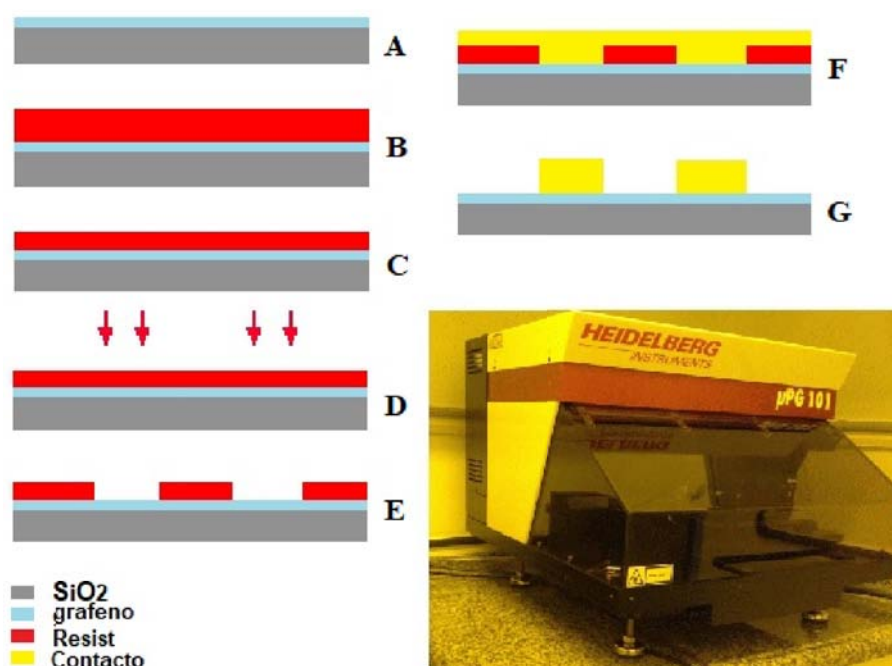 A
B
C
D
E
SiO2
grafeno
Resist
Contacto
F
G
HEIDELBERG
INSTRUMENTS
µPG 101